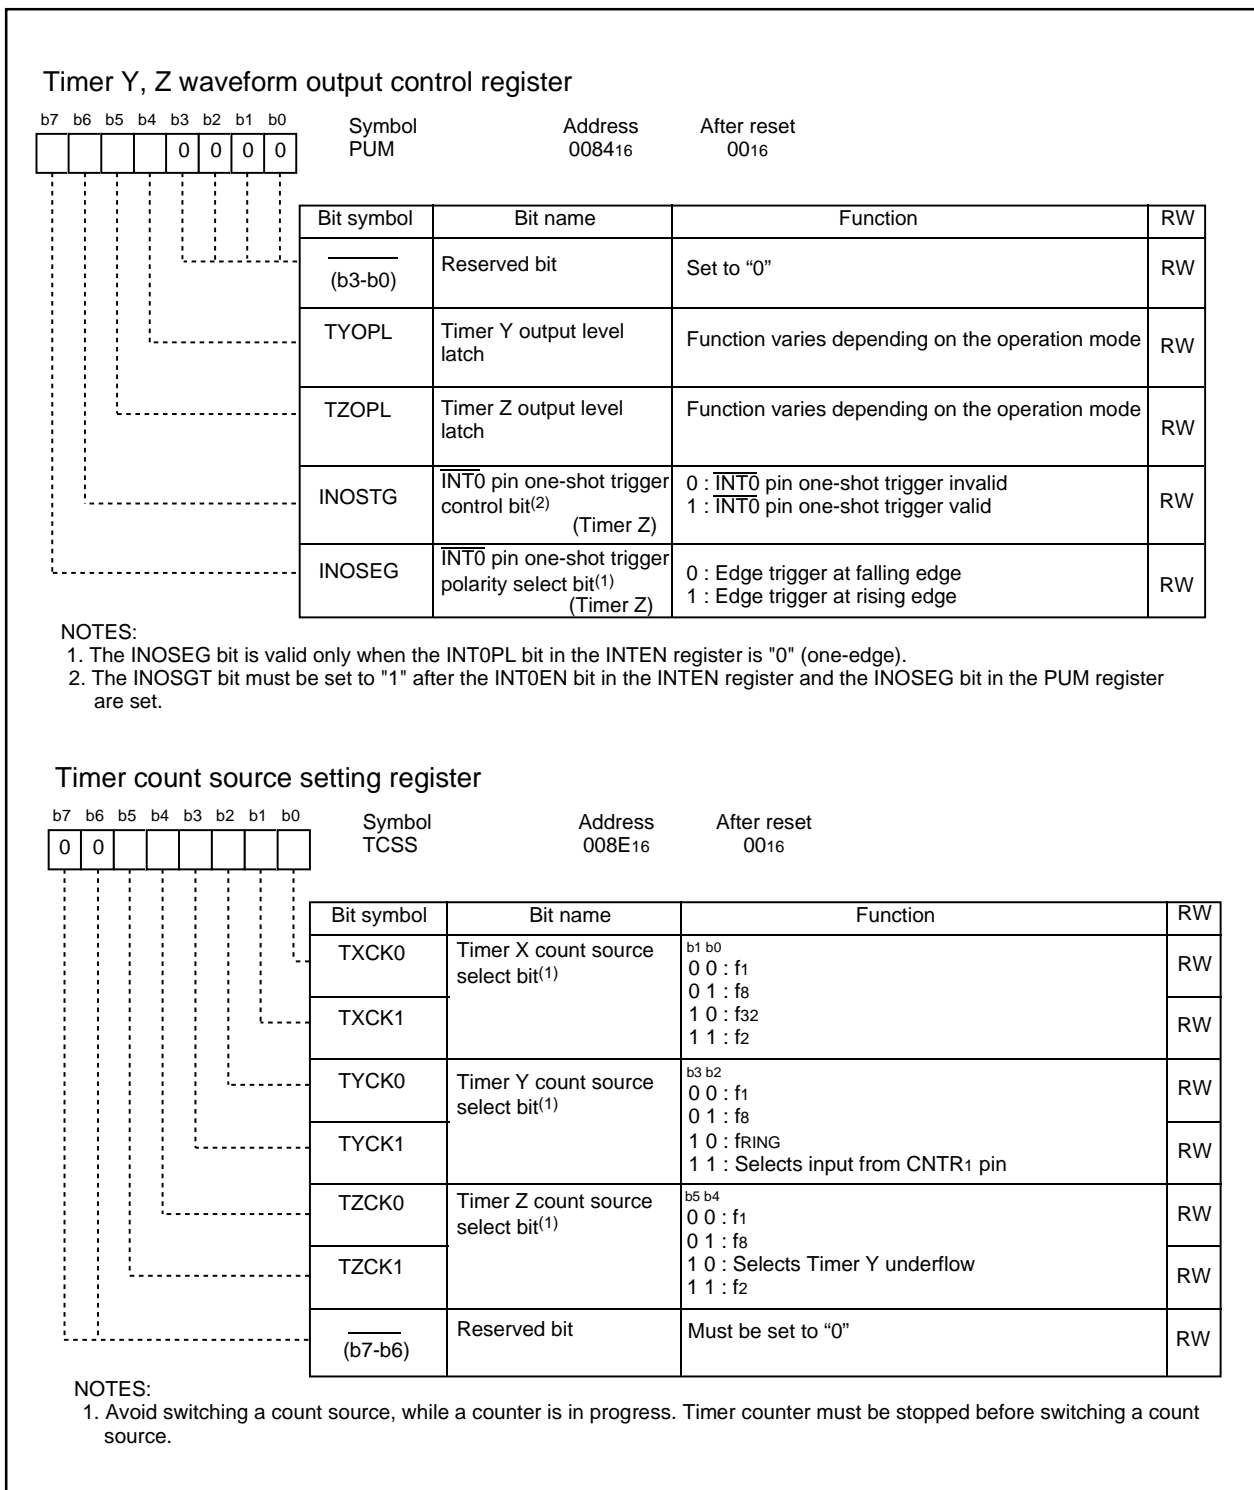 Timer Y, Z waveform output control register
b7 b6 b5 b4 b3 b2 b1 b0
0 0 0 0
Symbol Address After reset
PUM 008416 0016
Bit symbol Bit name Function RW
(b3-b0) Reserved bit Set to “0” RW
TYOPL Timer Y output level
latch Function varies depending on the operation mode RW
TZOPL Timer Z output level
latch Function varies depending on the operation mode RW
INOSTG INT0 pin one-shot trigger
control bit(2)
(Timer Z)
0 : INT0 pin one-shot trigger invalid
1 : INT0 pin one-shot trigger valid
RW
INOSEG INT0 pin one-shot trigger
polarity select bit(1)
(Timer Z)
0 : Edge trigger at falling edge
1 : Edge trigger at rising edge
RW
NOTES:
1. The INOSEG bit is valid only when the INT0PL bit in the INTEN register is "0" (one-edge).
2. The INOSGT bit must be set to "1" after the INT0EN bit in the INTEN register and the INOSEG bit in the PUM register
are set.
Timer count source setting register
b7 b6 b5 b4 b3 b2 b1 b0
0 0
Symbol Address After reset
TCSS 008E16 0016
Bit symbol Bit name Function RW
TXCK0 RW
TXCK1 RW
Timer X count source
select bit(1)
b1 b0
0 0 : f1
0 1 : f8
1 0 : f32
1 1 : f2
TYCK0 RW
TYCK1 RW
Timer Y count source
select bit(1)
b3 b2
0 0 : f1
0 1 : f8
1 0 : fRING
1 1 : Selects input from CNTR1 pin
TZCK0 RW
TZCK1 RW
Timer Z count source
select bit(1)
b5 b4
0 0 : f1
0 1 : f8
1 0 : Selects Timer Y underflow
1 1 : f2
(b7-b6) Reserved bit Must be set to “0” RW
NOTES:
1. Avoid switching a count source, while a counter is in progress. Timer counter must be stopped before switching a count
source.